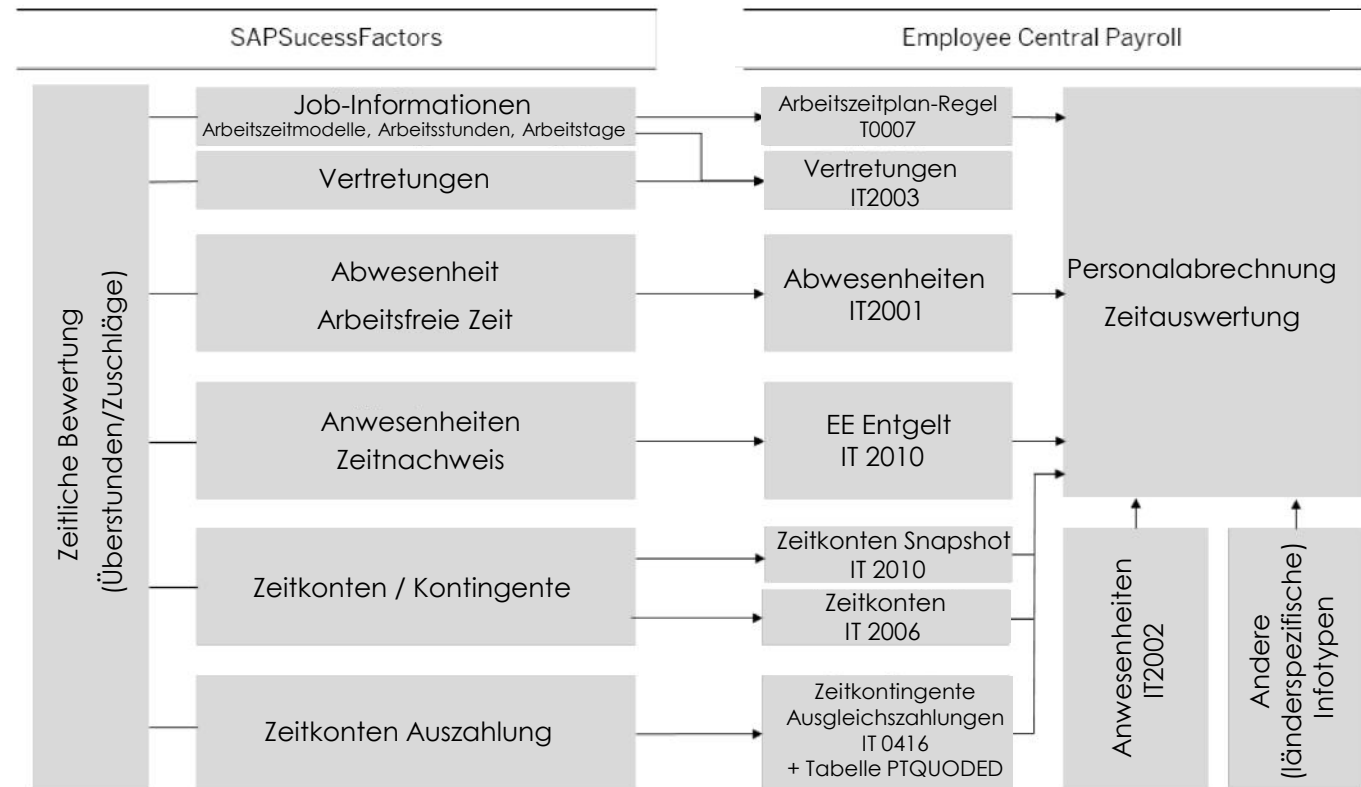 SAPSucessFactors
Employee Central Payroll
Zeitliche Bewertung
(Überstunden/Zuschläge)
Job-Informationen
Arbeitszeitmodelle, Arbeitsstunden, Arbeitstage
Vertretungen
Abwesenheit
Arbeitsfreie Zeit
Anwesenheiten
Zeitnachweis
Zeitkonten / Kontingente
Zeitkonten Auszahlung
Arbeitszeitplan-Regel
T0007
Vertretungen
IT2003
Abwesenheiten
IT2001
EE Entgelt
IT 2010
Zeitkonten Snapshot
IT 2010
Zeitkonten
IT 2006
Zeitkontingente
Ausgleichszahlungen
IT 0416
+ Tabelle PTQUODED
Personalabrechnung
Zeitauswertung
Anwesenheiten
IT2002
Andere
(länderspezifische)
Infotypen